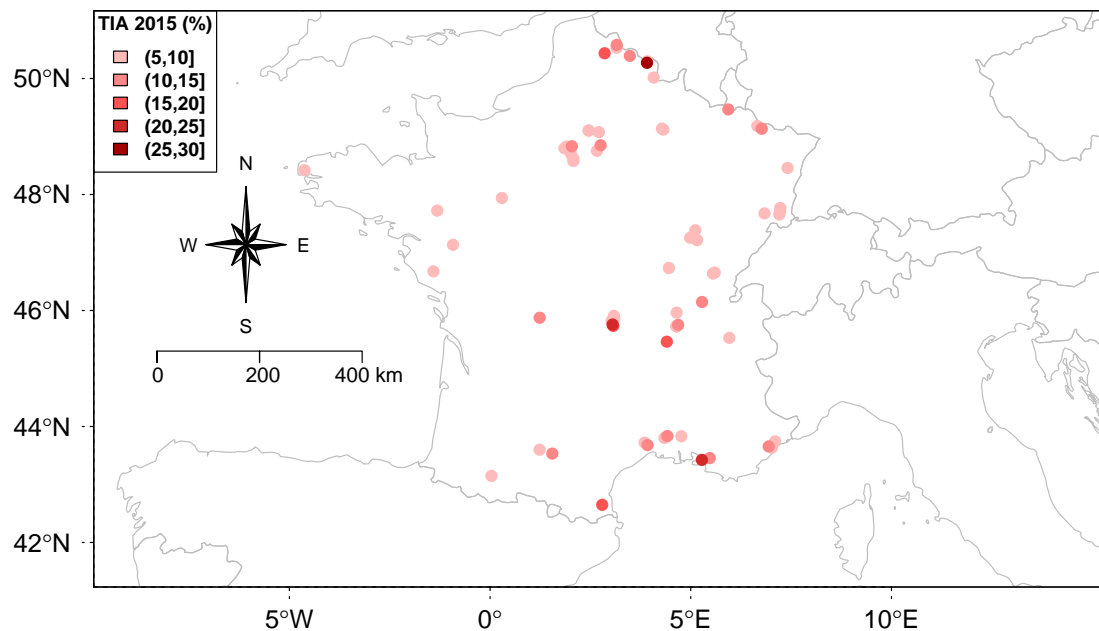 TIA 2015 (%)
(5,10]
(10,15]
(15,20]
(20,25]
(25,30]
N
W E
S
0 200 400 km
50°N
48°N
46°N
44°N
42°N
5°W 0° 5°E 10°E